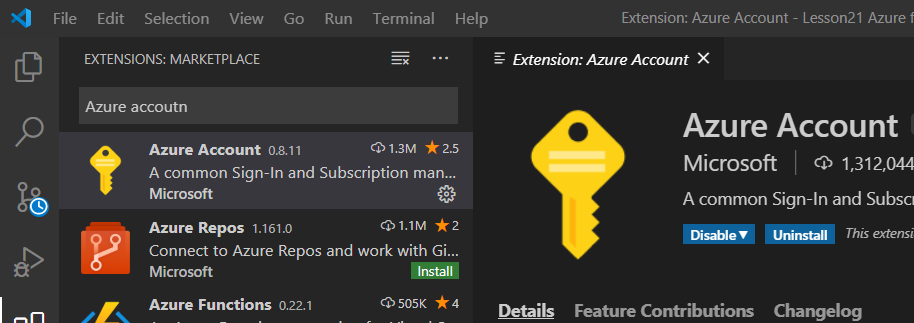 File Edit Selection View Go Run Terminal Help
Extension: Azure Account - Lesson21 Azure f
EXTENSIONS: MARKETPLACE
Extension: Azure Account
Azure accoutn
Azure Account 0.8.11 1.3M 2.5
A common Sign-In and Subscription man...
Microsoft
Azure Repos 1.161.0 1.1M 2
Connect to Azure Repos and work with Gi...
Microsoft Install
Azure Functions 0.22.1 505K 4
Azure Account
Microsoft 1,312,044
A common Sign-In and Subsc
Disable Uninstall This extensi
Details Feature Contributions Changelog